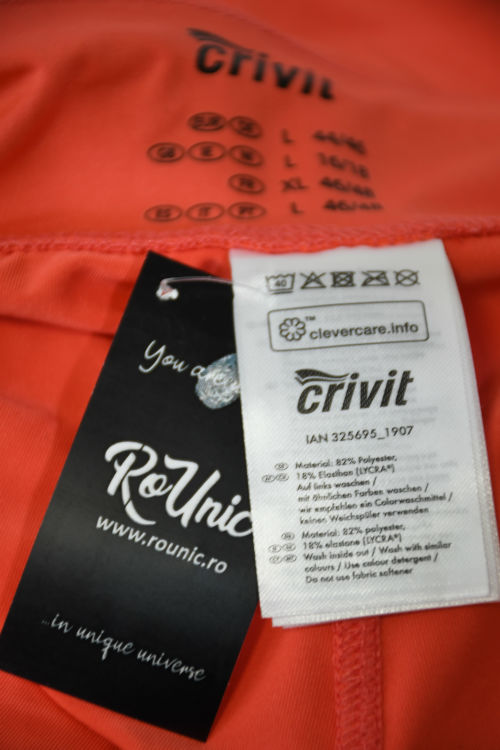 crivit
L 44/46
L 16/18
XL 46/48
L 46/48
40
clevercare.info
crivit
IAN 325695_1907
Material: 82% Polyester,
18% Elasthan (LYCRA®)
Auf links waschen /
mit ähnlichen Farben waschen /
wir empfehlen ein Colorwaschmittel /
keinen Weichspüler verwenden
Material: 82% polyester,
18% elastane (LYCRA®)
Wash inside out / Wash with similar
colours / Use colour detergent /
Do not use fabric softener
You
RoUnic
www.rounic.ro
...in unique universe